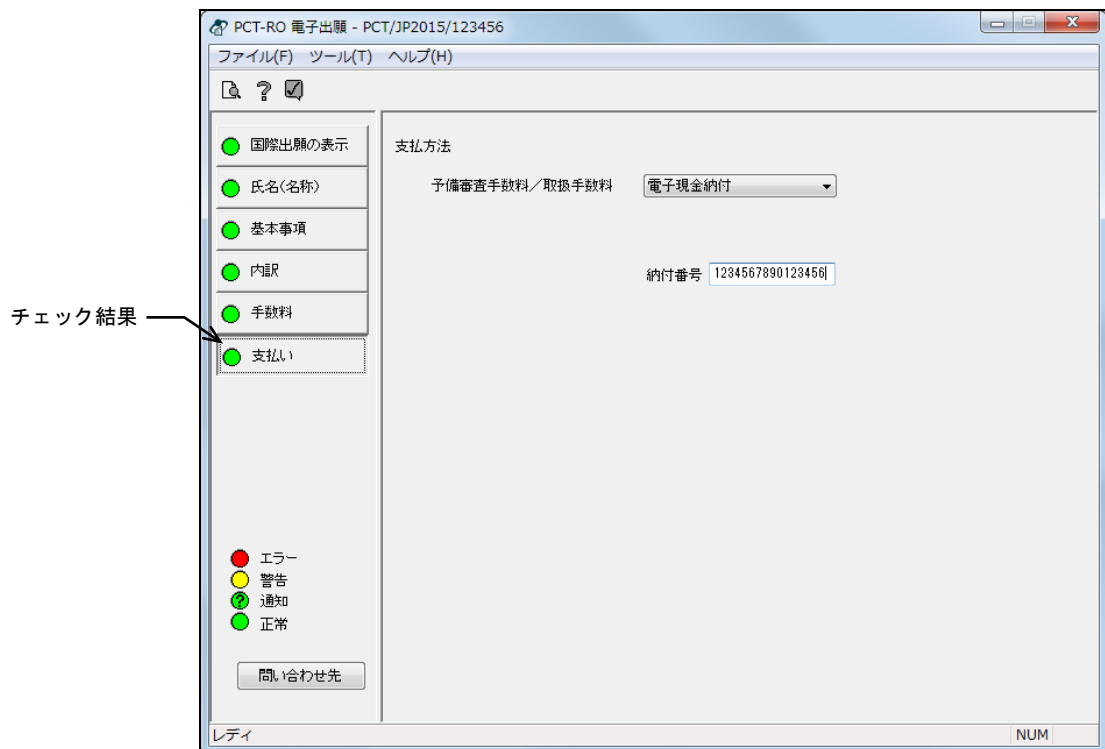 PCT-RO 電子出願 - PCT/JP2015/123456
ファイル(F) ツール(T) ヘルプ(H)
国際出願の表示
氏名(名称)
基本事項
内訳
手数料
支払い
チェック結果
支払方法
予備審査手数料/取扱手数料 電子現金納付
納付番号 1234567890123456
エラー
警告
通知
正常
問い合わせ先
レディ NUM